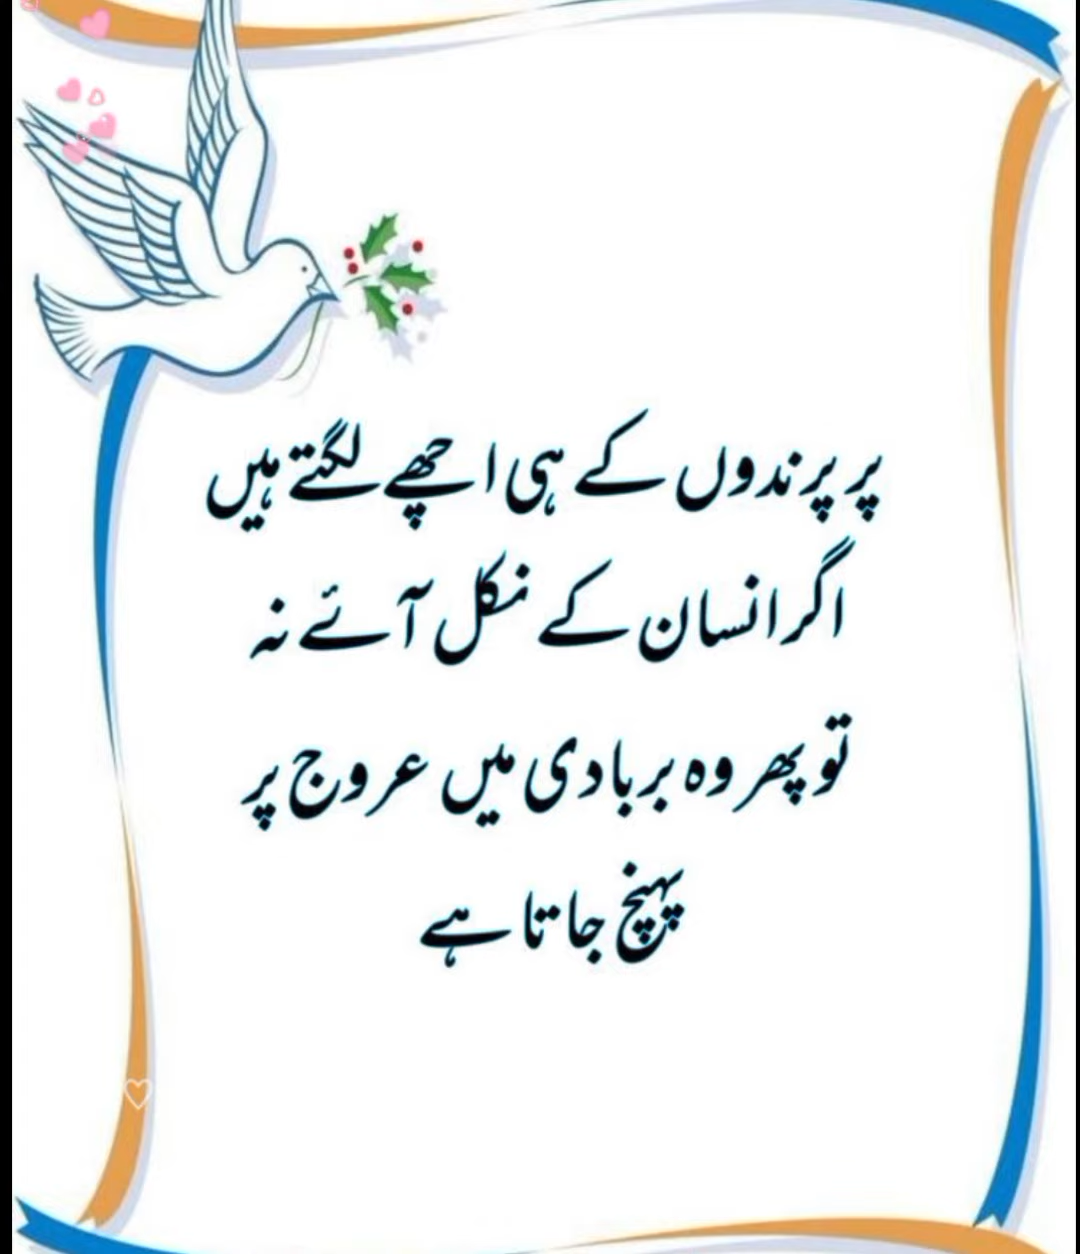 پر پرندوں کے ہی اچھے لگتے ہیں
اگر انسان کے نکل آئے نہ
تو پھر وہ بربادی میں عروج پر
پہنچ جاتا ہے